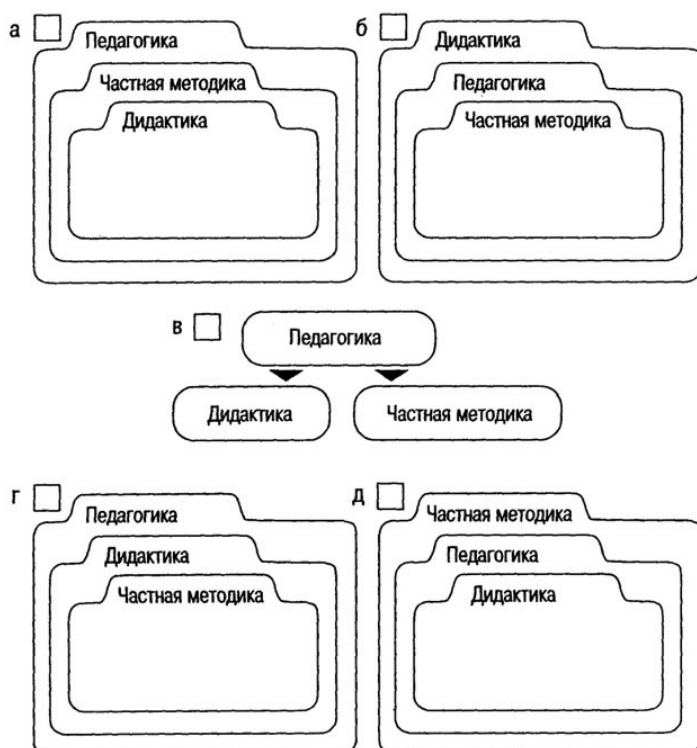 а
Педагогика
Частная методика
Дидактика
б
Дидактика
Педагогика
Частная методика
в
Педагогика
Дидактика
Частная методика
г
Педагогика
Дидактика
Частная методика
д
Частная методика
Педагогика
Дидактика